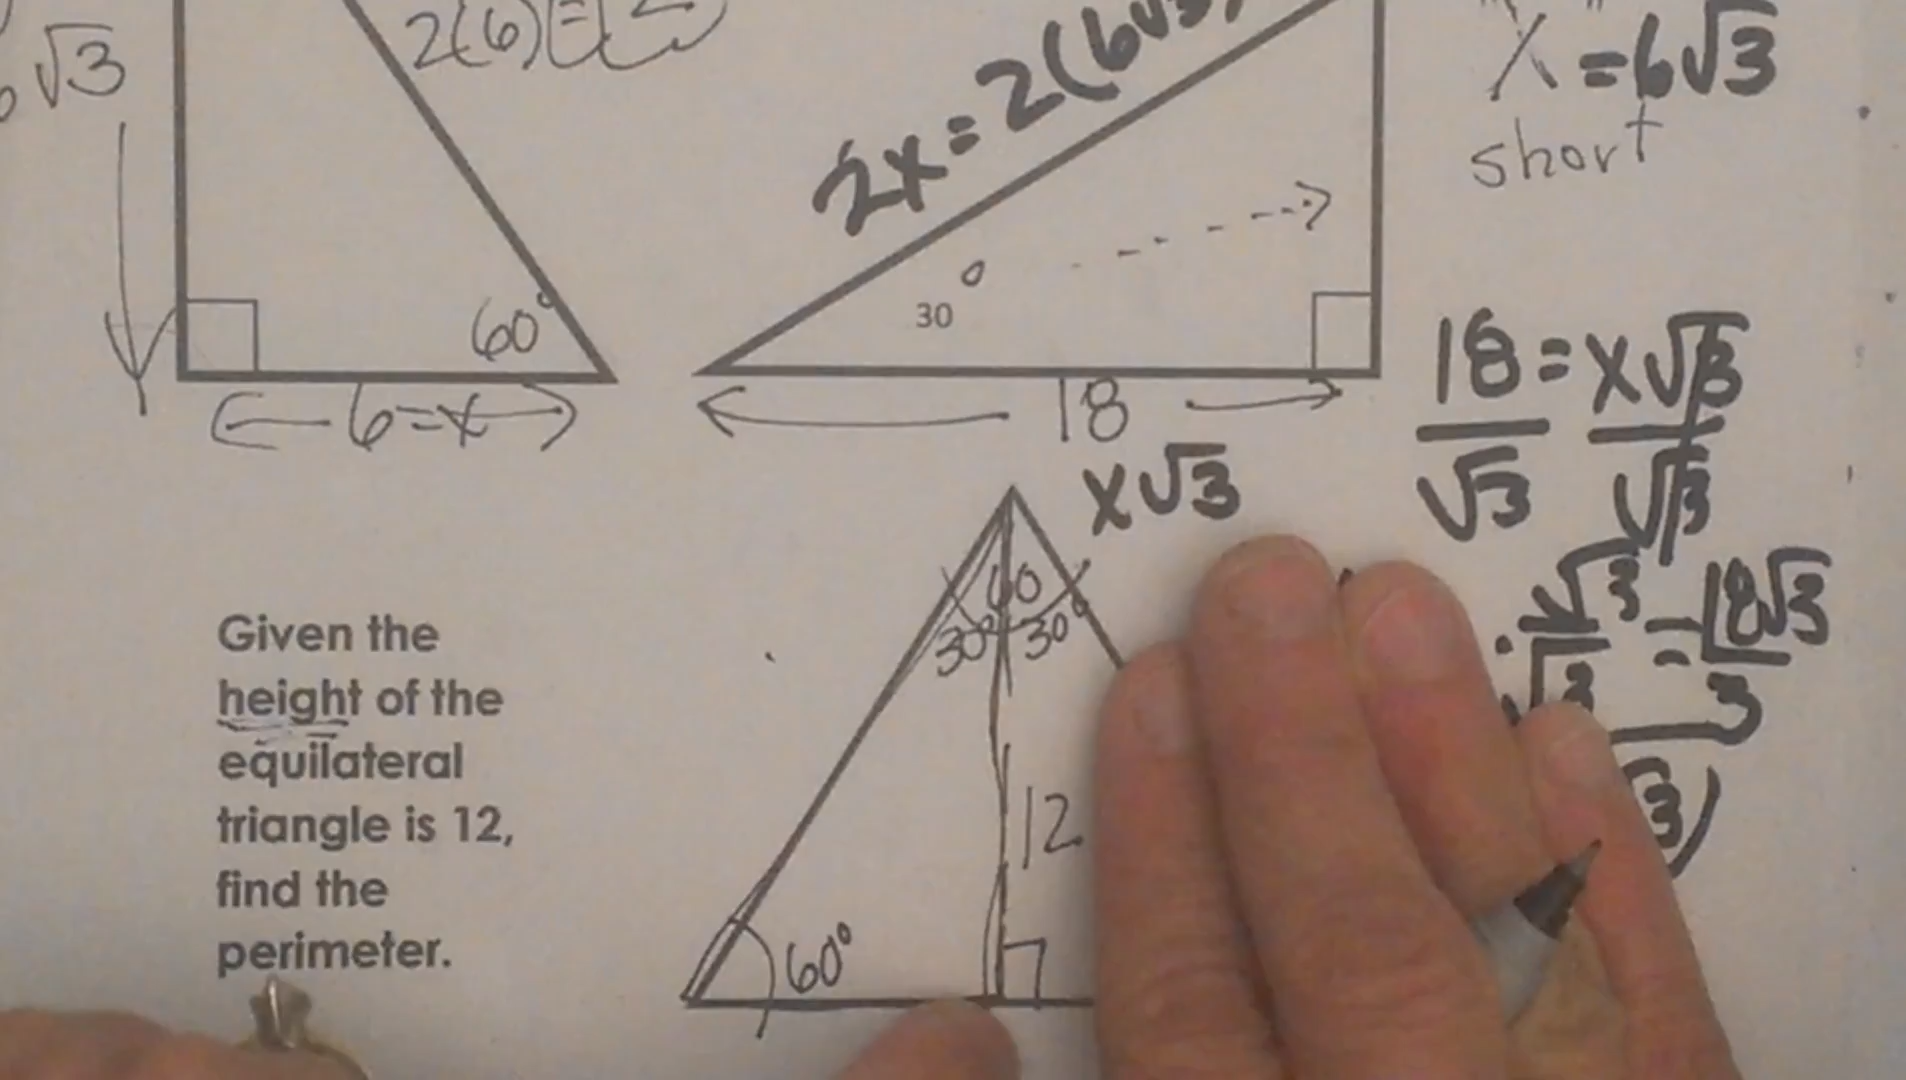 √3
2(6)=
60°
6=x
2x=2(6√3)
30°
18
x√3
x=6√3
short
18=x√3
√3 √3
·√3=18√3
√3 3
√3)
60
30° 30°
12
60°
Given the
height of the
equilateral
triangle is 12,
find the
perimeter.